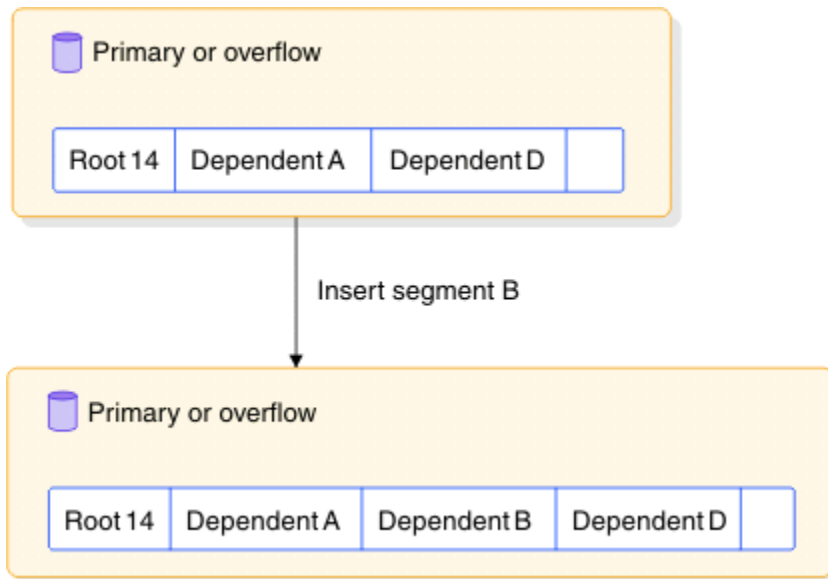 Primary or overflow
Root 14 Dependent A Dependent D
Insert segment B
Primary or overflow
Root 14 Dependent A Dependent B Dependent D